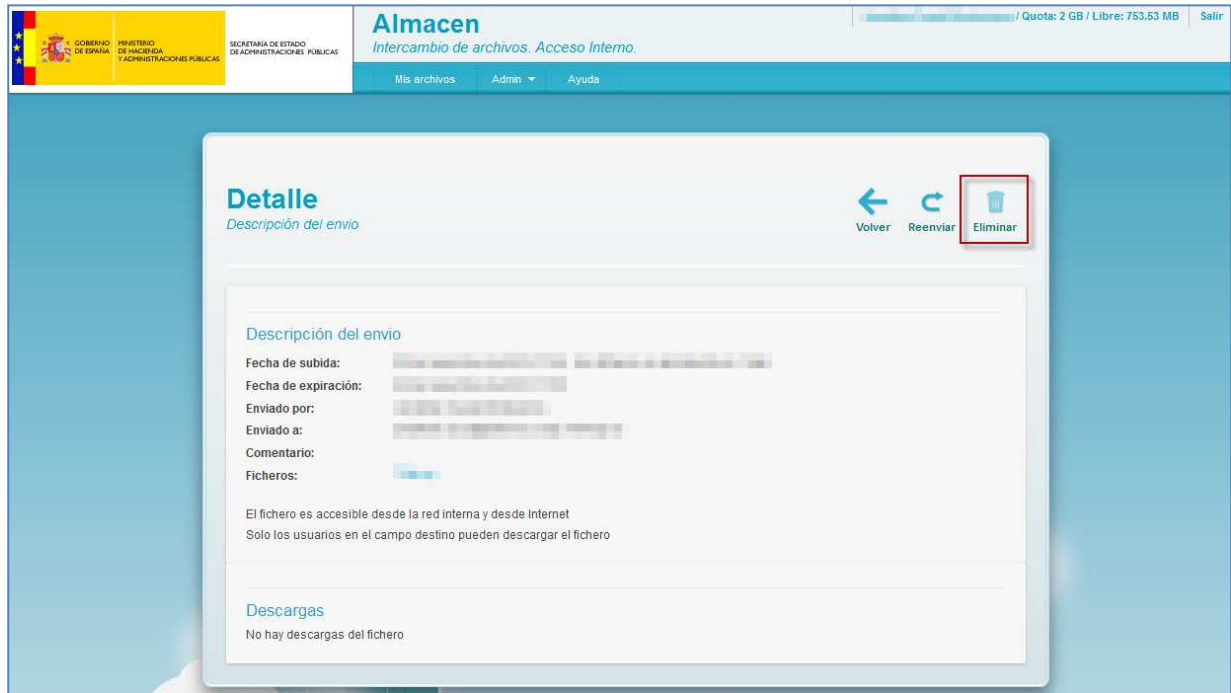 GOBIERNO
DE ESPAÑA
MINISTERIO
DE HACIENDA
Y ADMINISTRACIONES PÚBLICAS
SECRETARÍA DE ESTADO
DE ADMINISTRACIONES PÚBLICAS
Almacen
Intercambio de archivos. Acceso Interno.
/ Quota: 2 GB / Libre: 753.53 MB
Salir
Mis archivos
Admin
Ayuda
Detalle
Descripción del envio
Volver
Reenviar
Eliminar
Descripción del envio
Fecha de subida:
Fecha de expiración:
Enviado por:
Enviado a:
Comentario:
Ficheros:
El fichero es accesible desde la red interna y desde Internet
Solo los usuarios en el campo destino pueden descargar el fichero
Descargas
No hay descargas del fichero